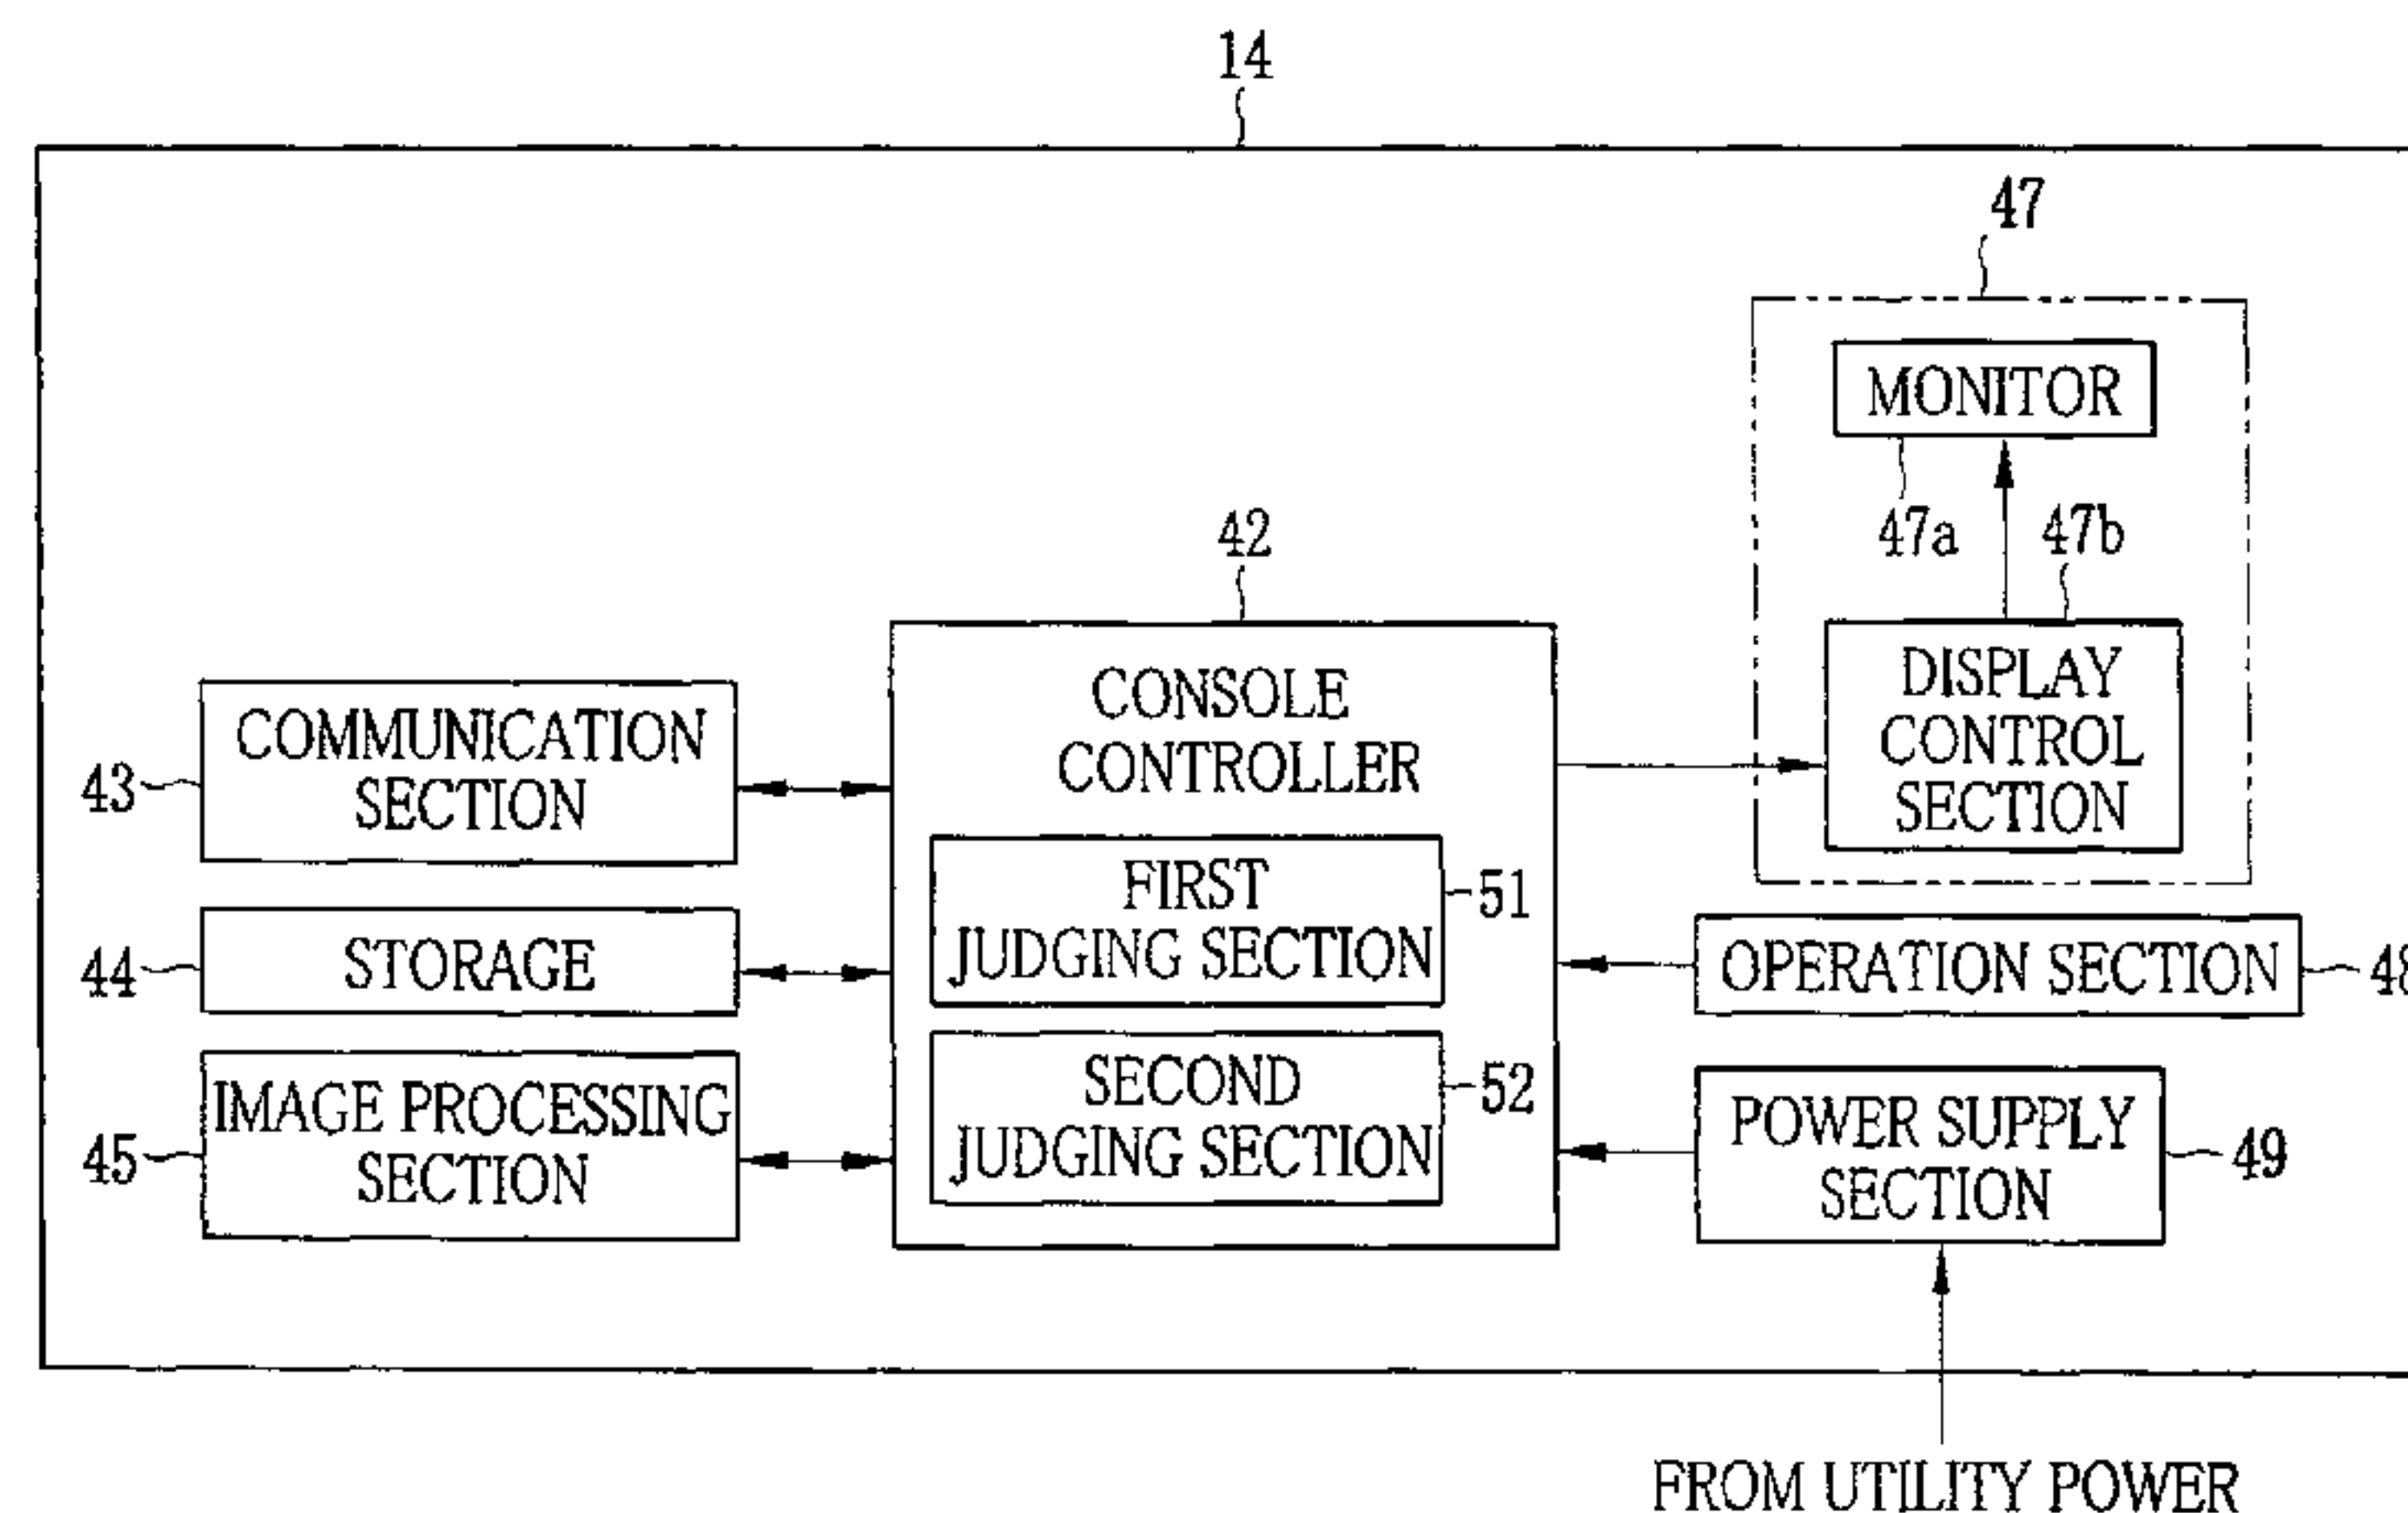 14
47
MONITOR
47a
47b
42
DISPLAY
CONTROL
SECTION
CONSOLE
CONTROLLER
COMMUNICATION
SECTION
43
FIRST
JUDGING SECTION
51
STORAGE
44
OPERATION SECTION
48
SECOND
JUDGING SECTION
52
IMAGE PROCESSING
SECTION
45
POWER SUPPLY
SECTION
49
FROM UTILITY POWER